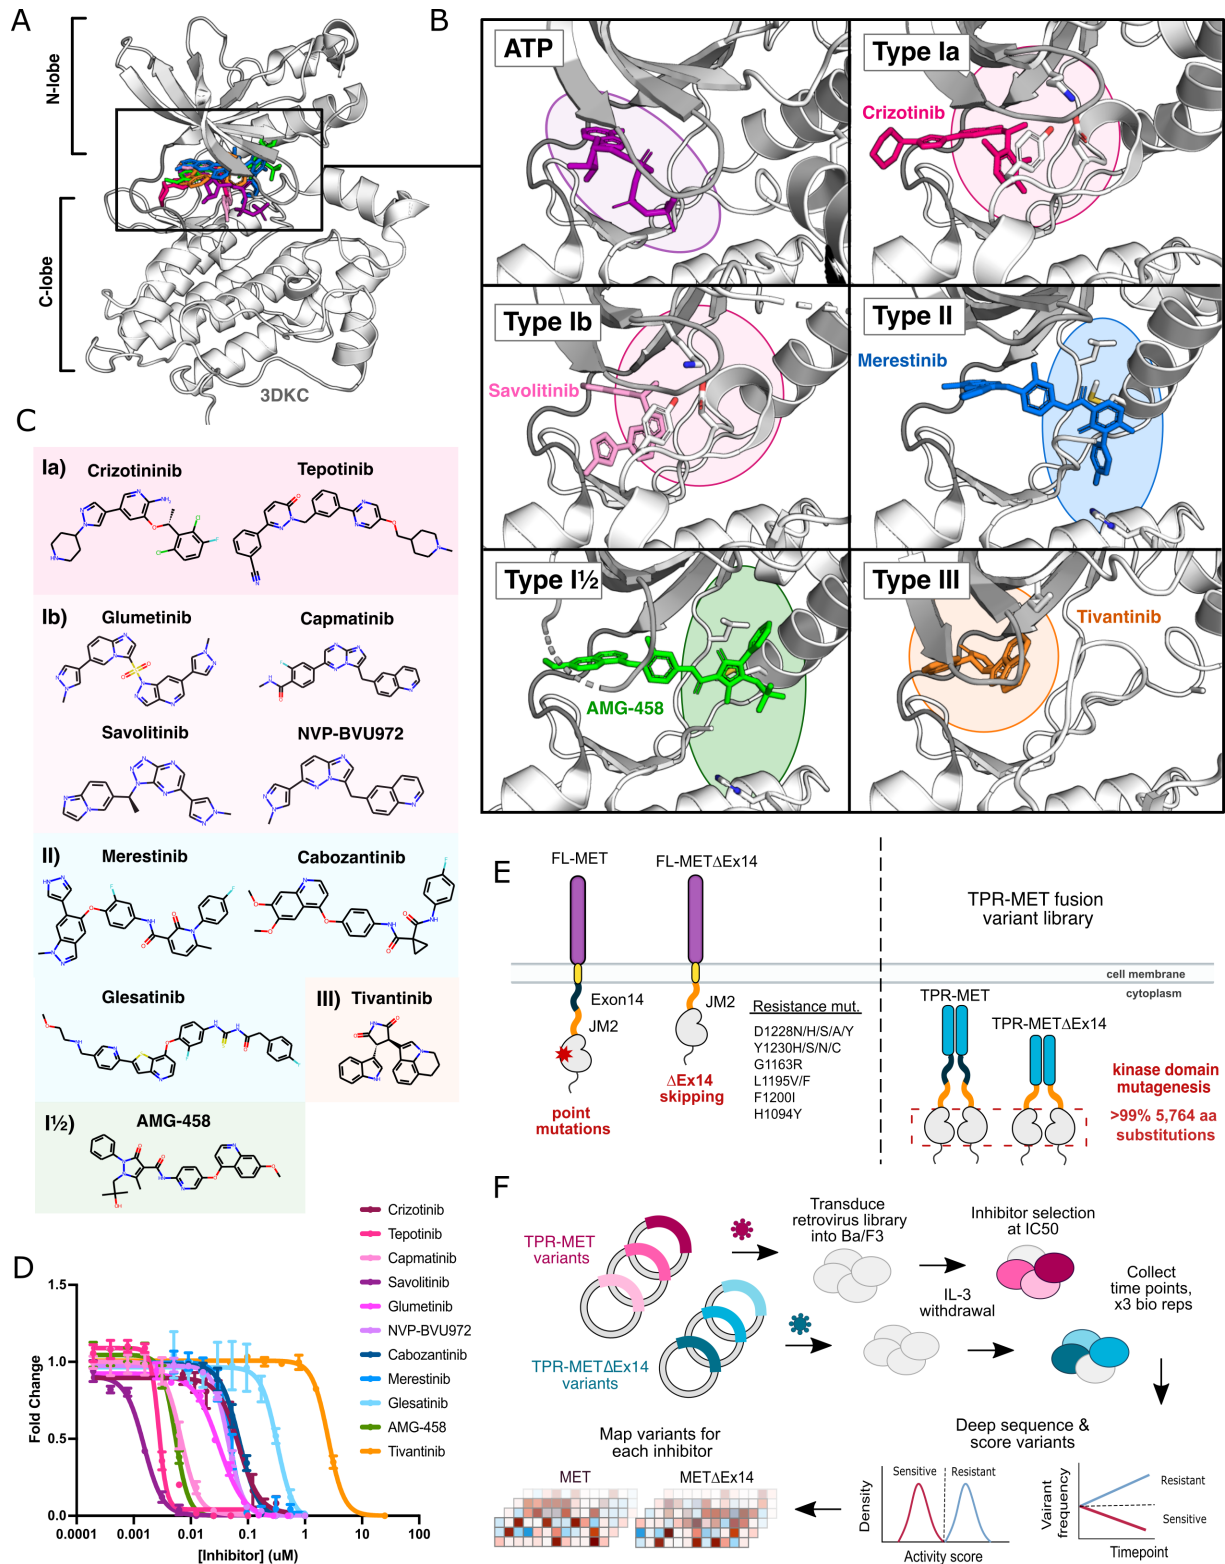 A
N-lobe
C-lobe
3DKC
B
ATP
Type Ia
Crizotinib
Type Ib
Savolitinib
Type II
Merestinib
Type I½
AMG-458
Type III
Tivantinib
C
Ia)
Crizotininib
Tepotinib
Ib)
Glumetinib
Capmatinib
Savolitinib
NVP-BVU972
II)
Merestinib
Cabozantinib
Glesatinib
III)
Tivantinib
I½)
AMG-458
D
Fold Change
1.5
1.0
0.5
0.0
0.0001
0.001
0.01
0.1
1
10
100
[Inhibitor] (uM)
Crizotinib
Tepotinib
Capmatinib
Savolitinib
Glumetinib
NVP-BVU972
Cabozatinib
Merestinib
Glesatinib
AMG-458
Tivatinib
E
FL-MET
FL-METΔEx14
TPR-MET fusion
variant library
cell membrane
cytoplasm
Exon14
JM2
JM2
point
mutations
ΔEx14
skipping
Resistance mut.
D1228N/H/S/A/Y
Y1230H/S/N/C
G1163R
L1195V/F
F1200I
H1094Y
TPR-MET
TPR-METΔEx14
kinase domain
mutagenesis
>99% 5,764 aa
substitutions
F
TPR-MET
variants
TPR-METΔEx14
variants
Transduce
retrovirus library
into Ba/F3
IL-3
withdrawal
Inhibitor selection
at IC50
Collect
time points,
x3 bio reps
Deep sequence &
score variants
Density
Sensitive
Resistant
Activity score
Vairant
frequency
Resistant
Sensitive
Timepoint
Map variants for
each inhibitor
MET
METΔEx14